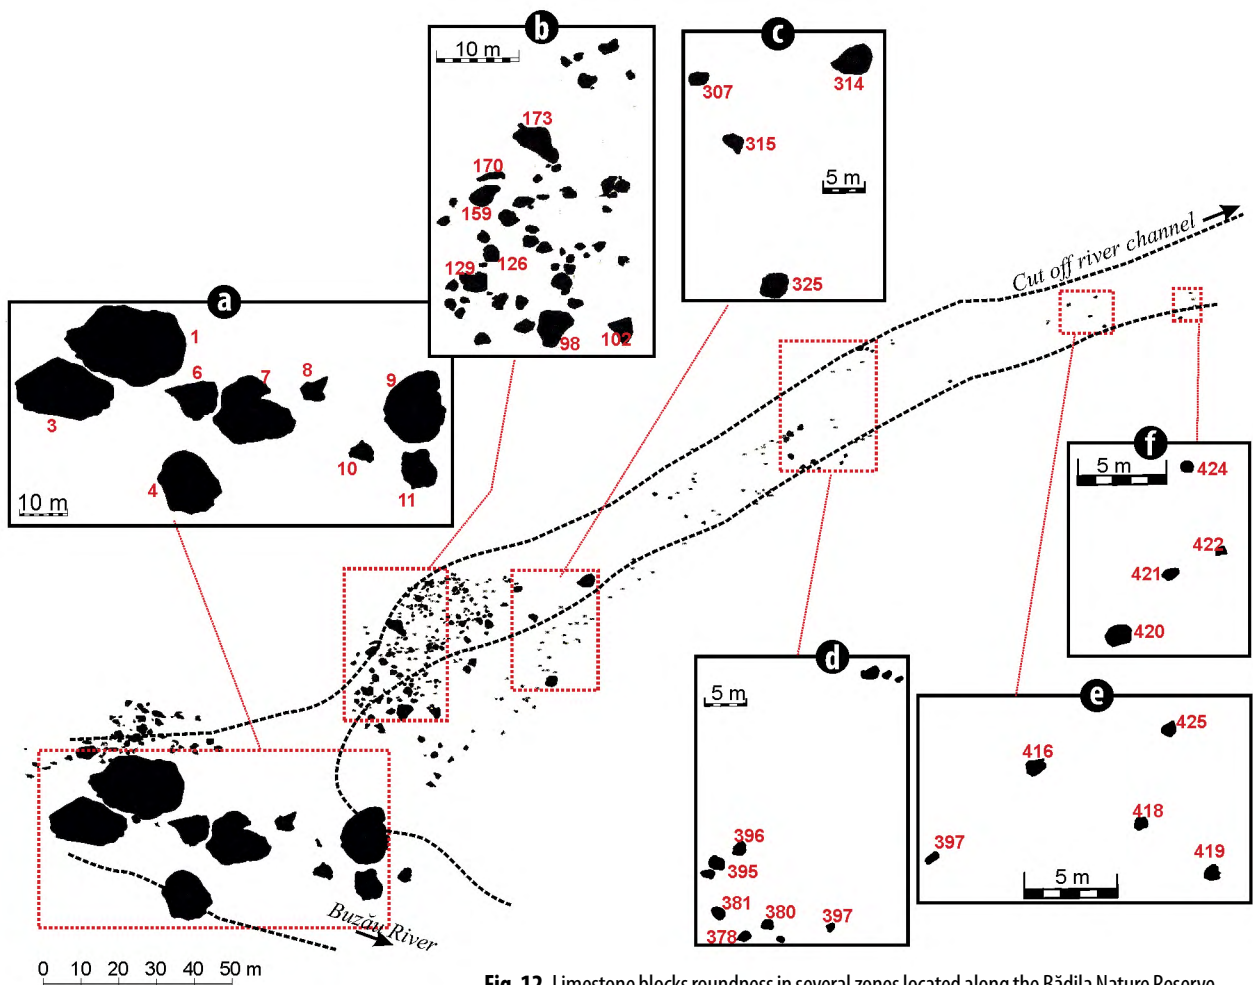 b
10 m
173
170
159
129
126
98
102
c
307
314
315
5 m
325
Cut off river channel
a
1
3
6
7
8
9
4
10
11
10 m
f
5 m
424
422
421
420
d
5 m
396
395
381
380
397
378
e
425
416
418
397
419
5 m
Buzău River
0 10 20 30 40 50 m
Fig. 12 Limestone blocks roundness in several zones located along the Bădila Nature Reserve